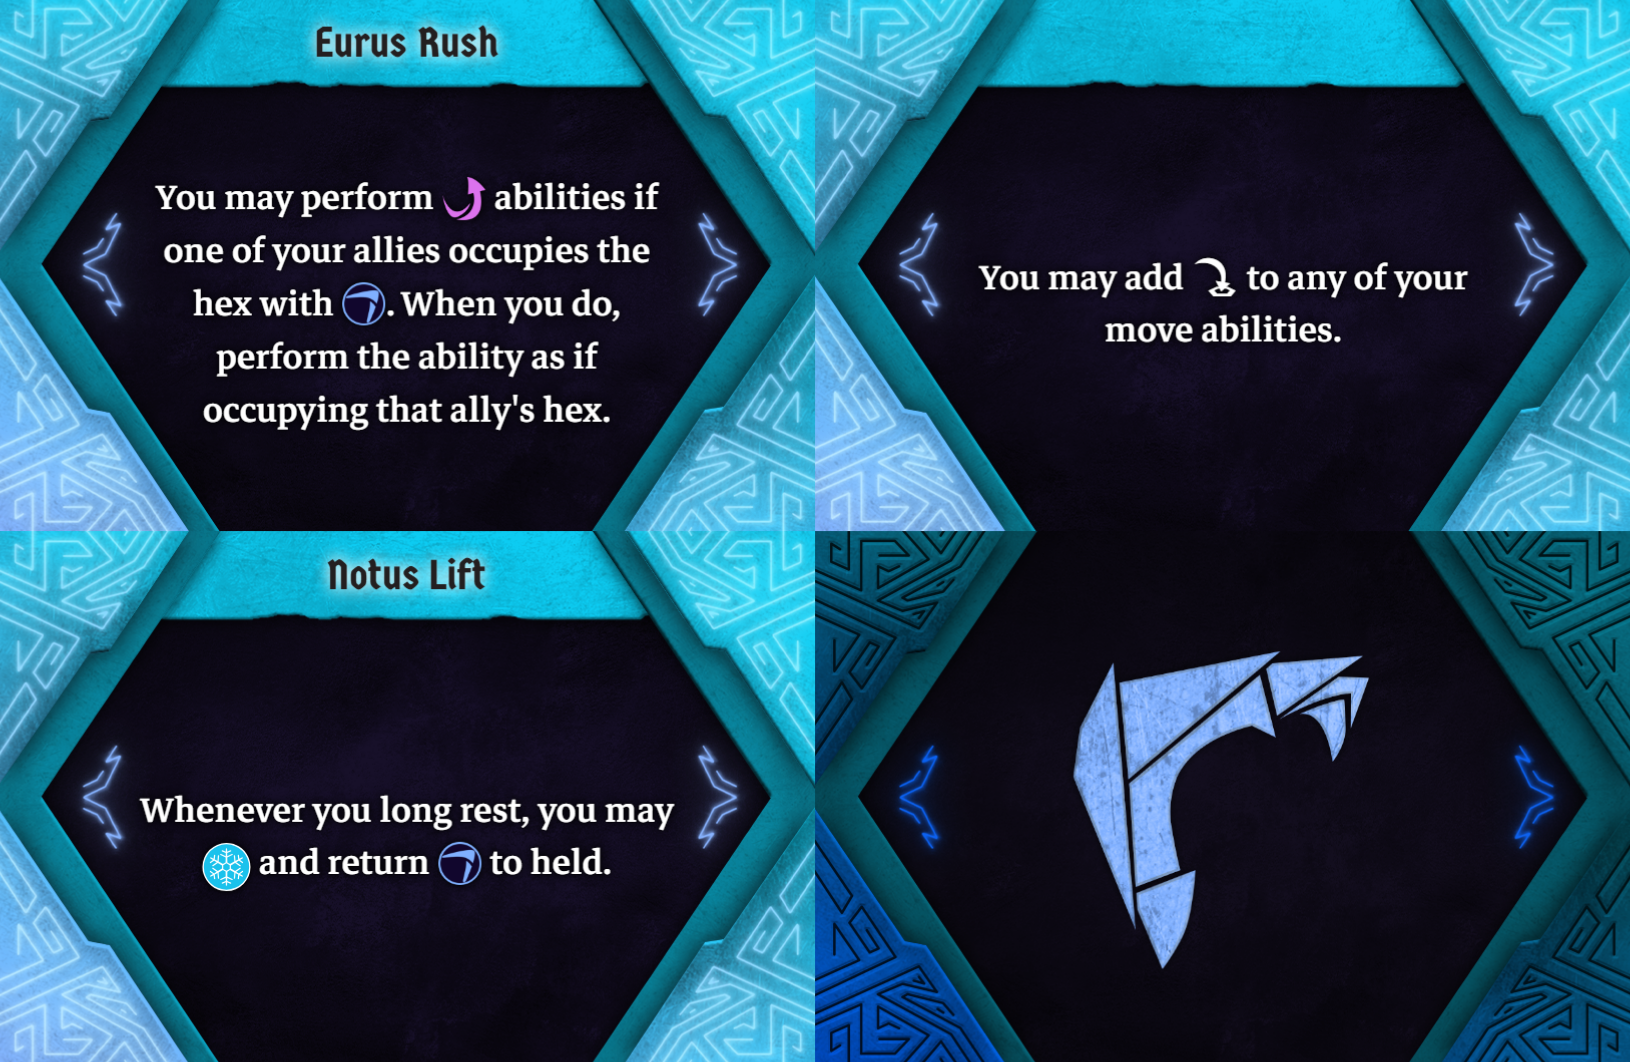 Eurus Rush
You may perform abilities if
one of your allies occupies the
hex with . When you do,
perform the ability as if
occupying that ally's hex.
You may add to any of your
move abilities.
Notus Lift
Whenever you long rest, you may
and return to held.